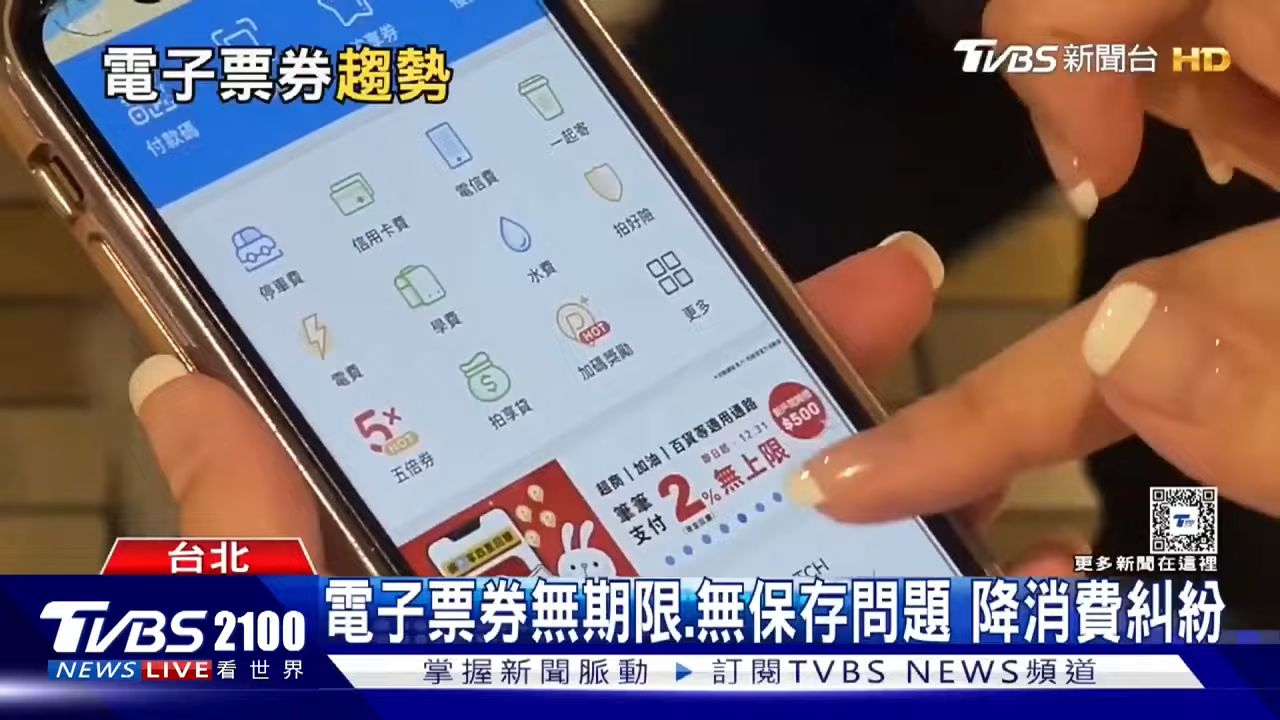 電子票券趨勢
TVBS新聞台 HD
付款碼
停車費
信用卡費
電信費
一起寄
電費
學費
水費
拍好險
五倍券
拍享貸
加碼獎勵
更多
HOT
HOT
5x
超商|加油|百貨等適用通路
即日起-12.31
筆筆
支付
2%無上限
$500
更多新聞在這裡
台北
電子票券無期限.無保存問題 降消費糾紛
TVBS 2100
NEWS LIVE 看世界
掌握新聞脈動 ▶ 訂閱TVBS NEWS頻道